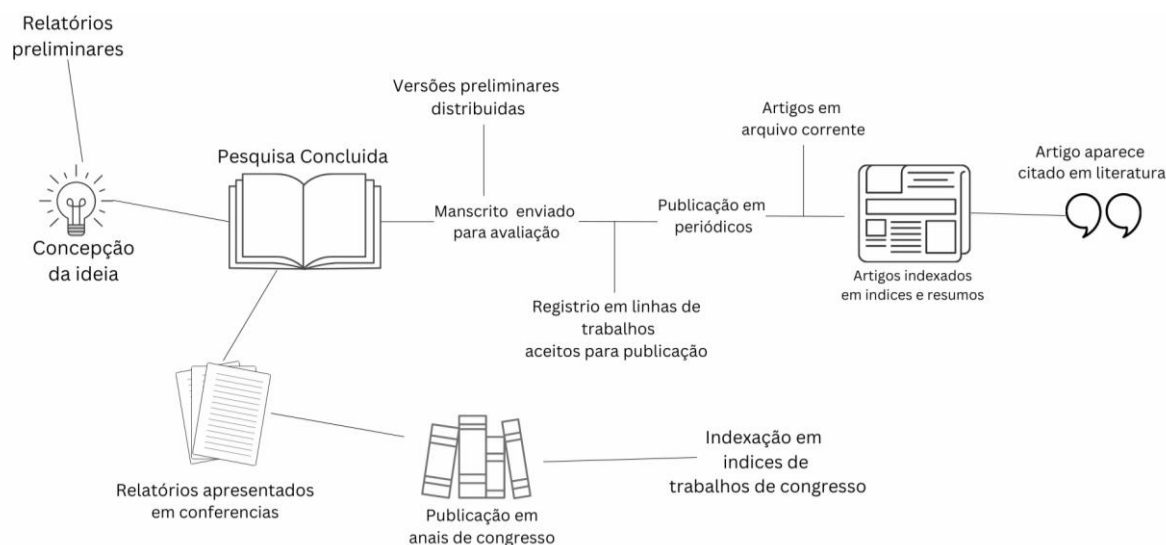 Relatórios
preliminares
Concepção
da ideia
Pesquisa Concluida
Versões preliminares
distribuidas
Manscrito enviado
para avaliação
Registrio em linhas de
trabalhos
aceitos para publicação
Publicação em
periódicos
Artigos em
arquivo corrente
Artigos indexados
em indices e resumos
Artigo aparece
citado em literatura
Relatórios apresentados
em conferencias
Publicação em
anais de congresso
Indexação em
indices de
trabalhos de congresso